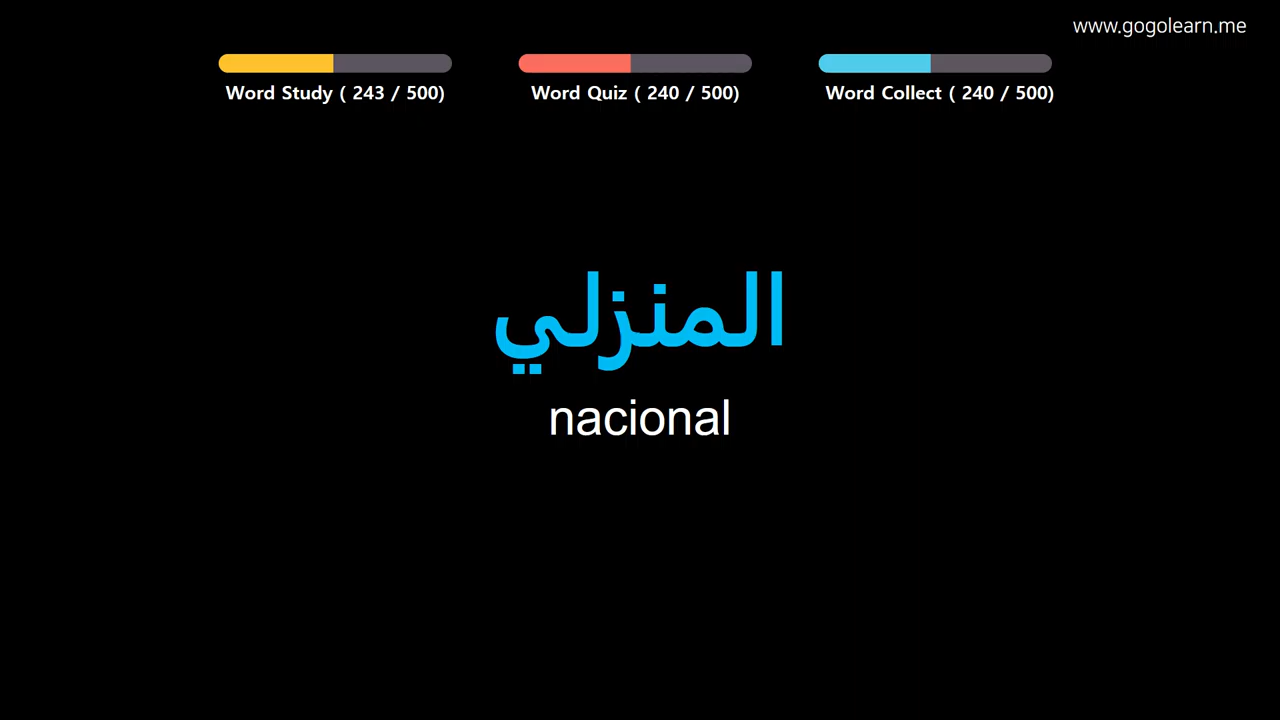 www.gogolearn.me
Word Study ( 243 / 500)
Word Quiz ( 240 / 500)
Word Collect ( 240 / 500)
المنزلي
nacional